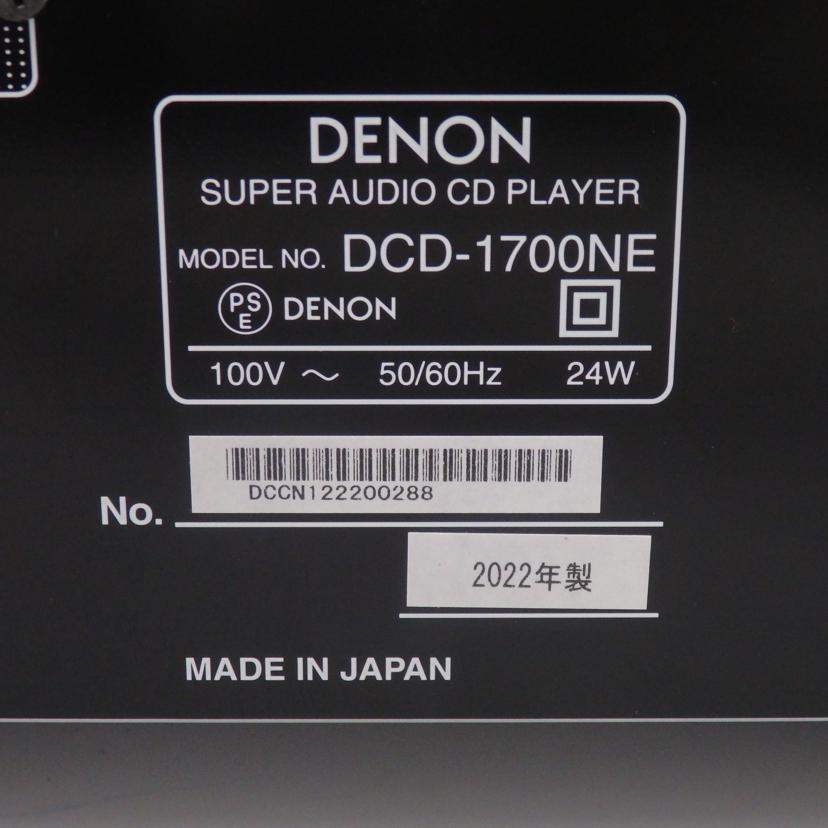 DENON
SUPER AUDIO CD PLAYER
MODEL NO. DCD-1700NE
PSE DENON
100V ～ 50/60Hz 24W
DCCN122200288
No.
2022年製
MADE IN JAPAN